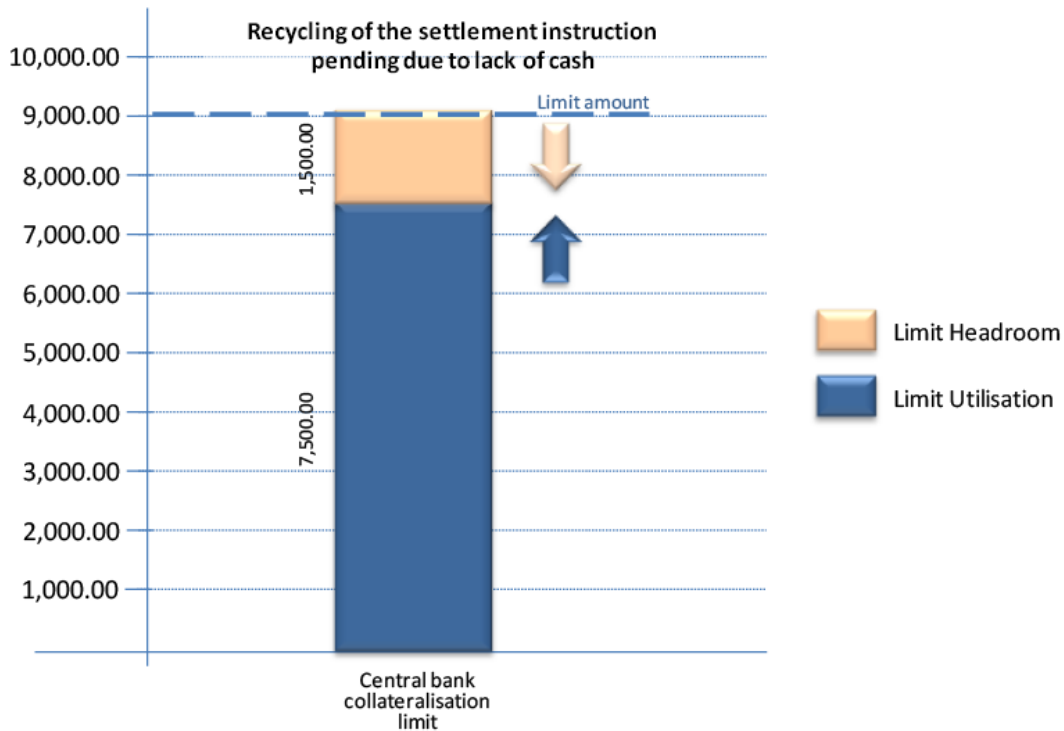 Recycling of the settlement instruction
pending due to lack of cash
10,000.00
9,000.00
8,000.00
7,000.00
6,000.00
5,000.00
4,000.00
3,000.00
2,000.00
1,000.00
Limit amount
1,500.00
7,500.00
Limit Headroom
Limit Utilisation
Central bank
collateralisation
limit